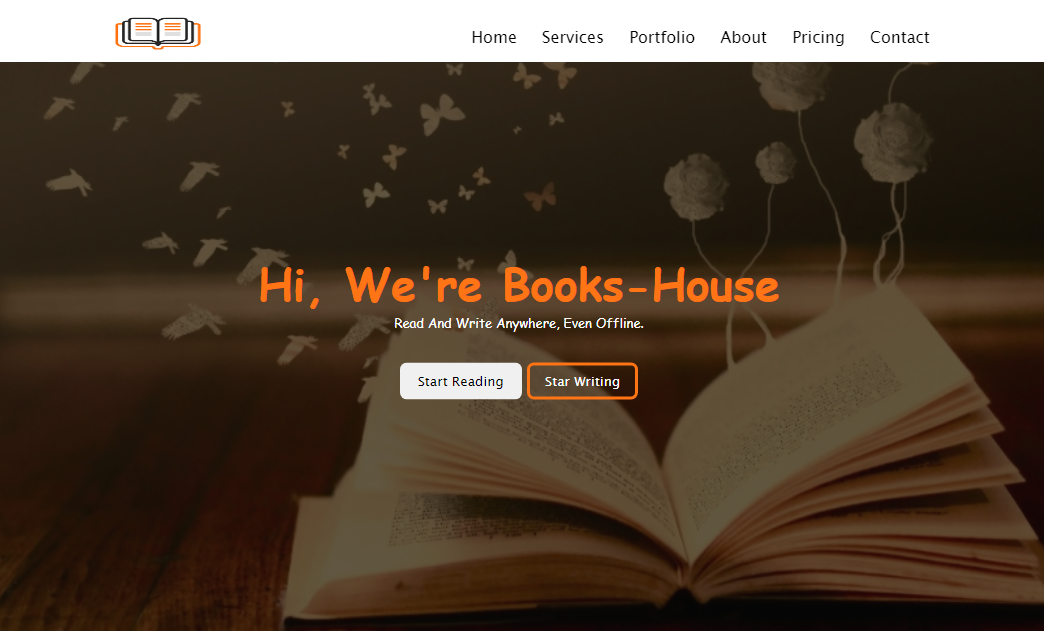 Home Services Portfolio About Pricing Contact
Hi, We're Books-House
Read And Write Anywhere, Even Offline.
Start Reading Star Writing